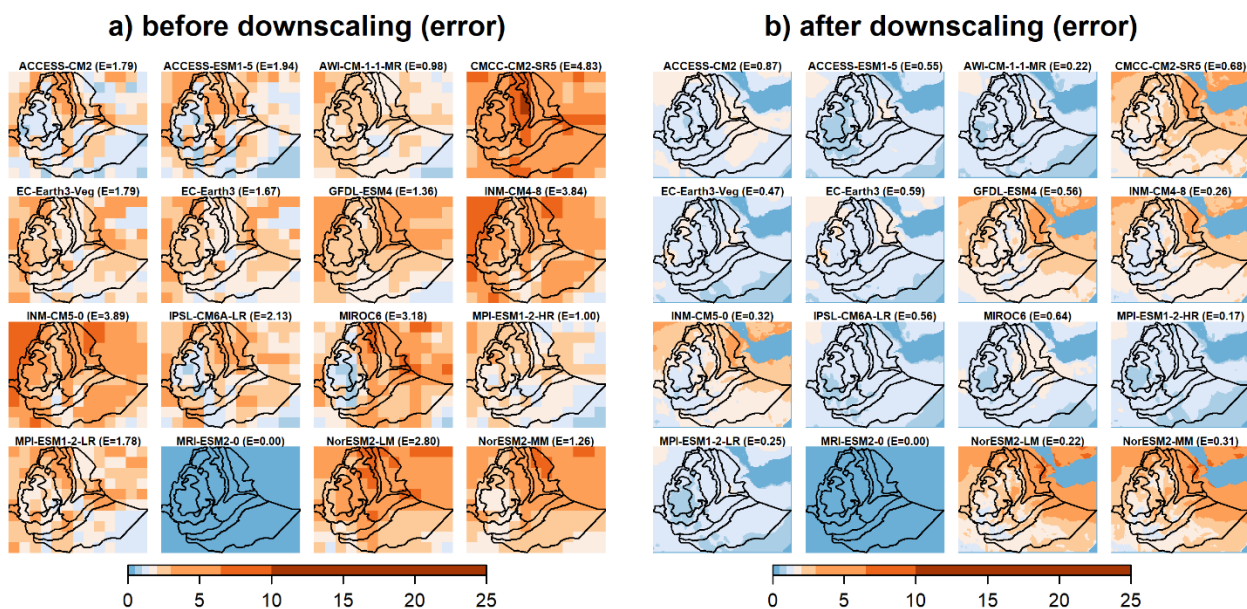 a) before downscaling (error)
ACCESS-CM2 (E=1.79) ACCESS-ESM1-5 (E=1.94) AWI-CM-1-1-MR (E=0.98) CMCC-CM2-SR5 (E=4.83)
EC-Earth3-Veg (E=1.79) EC-Earth3 (E=1.67) GFDL-ESM4 (E=1.36) INM-CM4-8 (E=3.84)
INM-CM5-0 (E=3.89) IPSL-CM6A-LR (E=2.13) MIROC6 (E=3.18) MPI-ESM1-2-HR (E=1.00)
MPI-ESM1-2-LR (E=1.78) MRI-ESM2-0 (E=0.00) NorESM2-LM (E=2.80) NorESM2-MM (E=1.26)
0 5 10 15 20 25
b) after downscaling (error)
ACCESS-CM2 (E=0.87) ACCESS-ESM1-5 (E=0.55) AWI-CM-1-1-MR (E=0.22) CMCC-CM2-SR5 (E=0.68)
EC-Earth3-Veg (E=0.47) EC-Earth3 (E=0.59) GFDL-ESM4 (E=0.56) INM-CM4-8 (E=0.26)
INM-CM5-0 (E=0.32) IPSL-CM6A-LR (E=0.56) MIROC6 (E=0.64) MPI-ESM1-2-HR (E=0.17)
MPI-ESM1-2-LR (E=0.25) MRI-ESM2-0 (E=0.00) NorESM2-LM (E=0.22) NorESM2-MM (E=0.31)
0 5 10 15 20 25